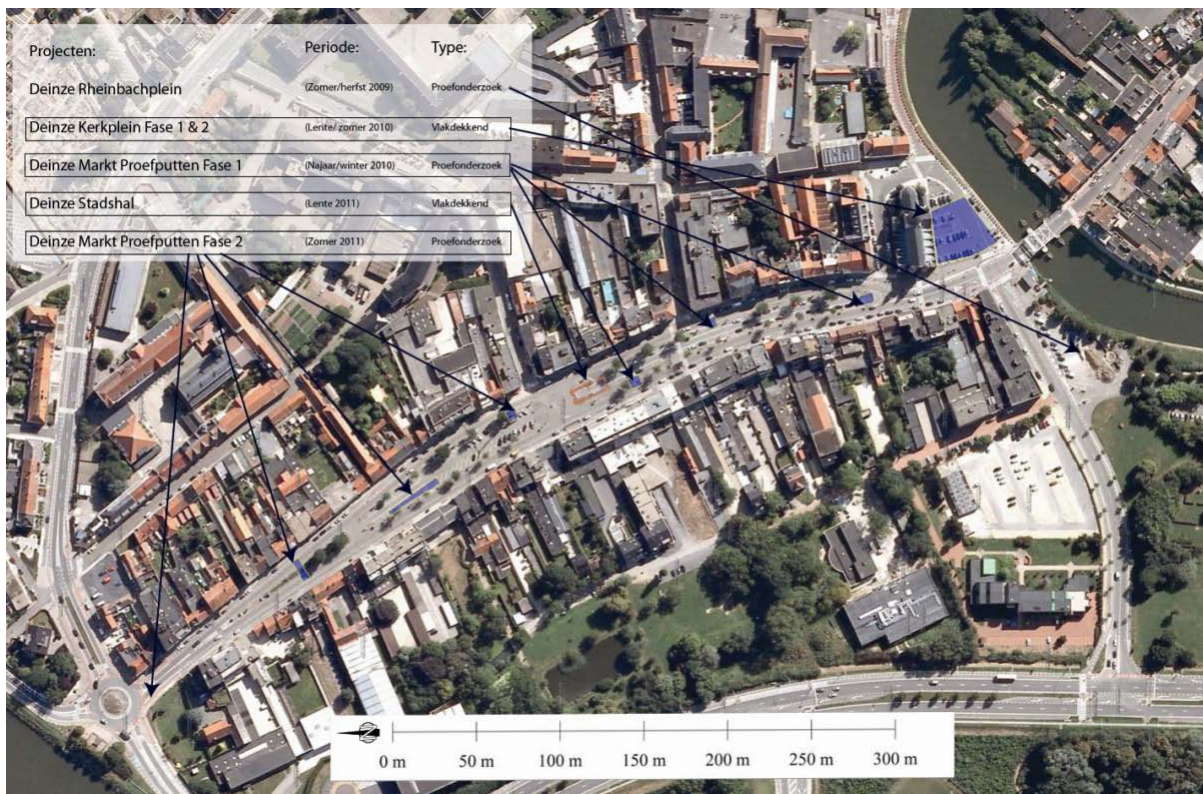 Projecten: Periode: Type:
Deinze Rheinbachplein (Zomer/herfst 2009) Proefonderzoek
Deinze Kerkplein Fase 1 & 2 (Lente/ zomer 2010) Vlakdekkend
Deinze Markt Proefputten Fase 1 (Najaar/winter 2010) Proefonderzoek
Deinze Stadshal (Lente 2011) Vlakdekkend
Deinze Markt Proefputten Fase 2 (Zomer 2011) Proefonderzoek
Z
0 m 50 m 100 m 150 m 200 m 250 m 300 m